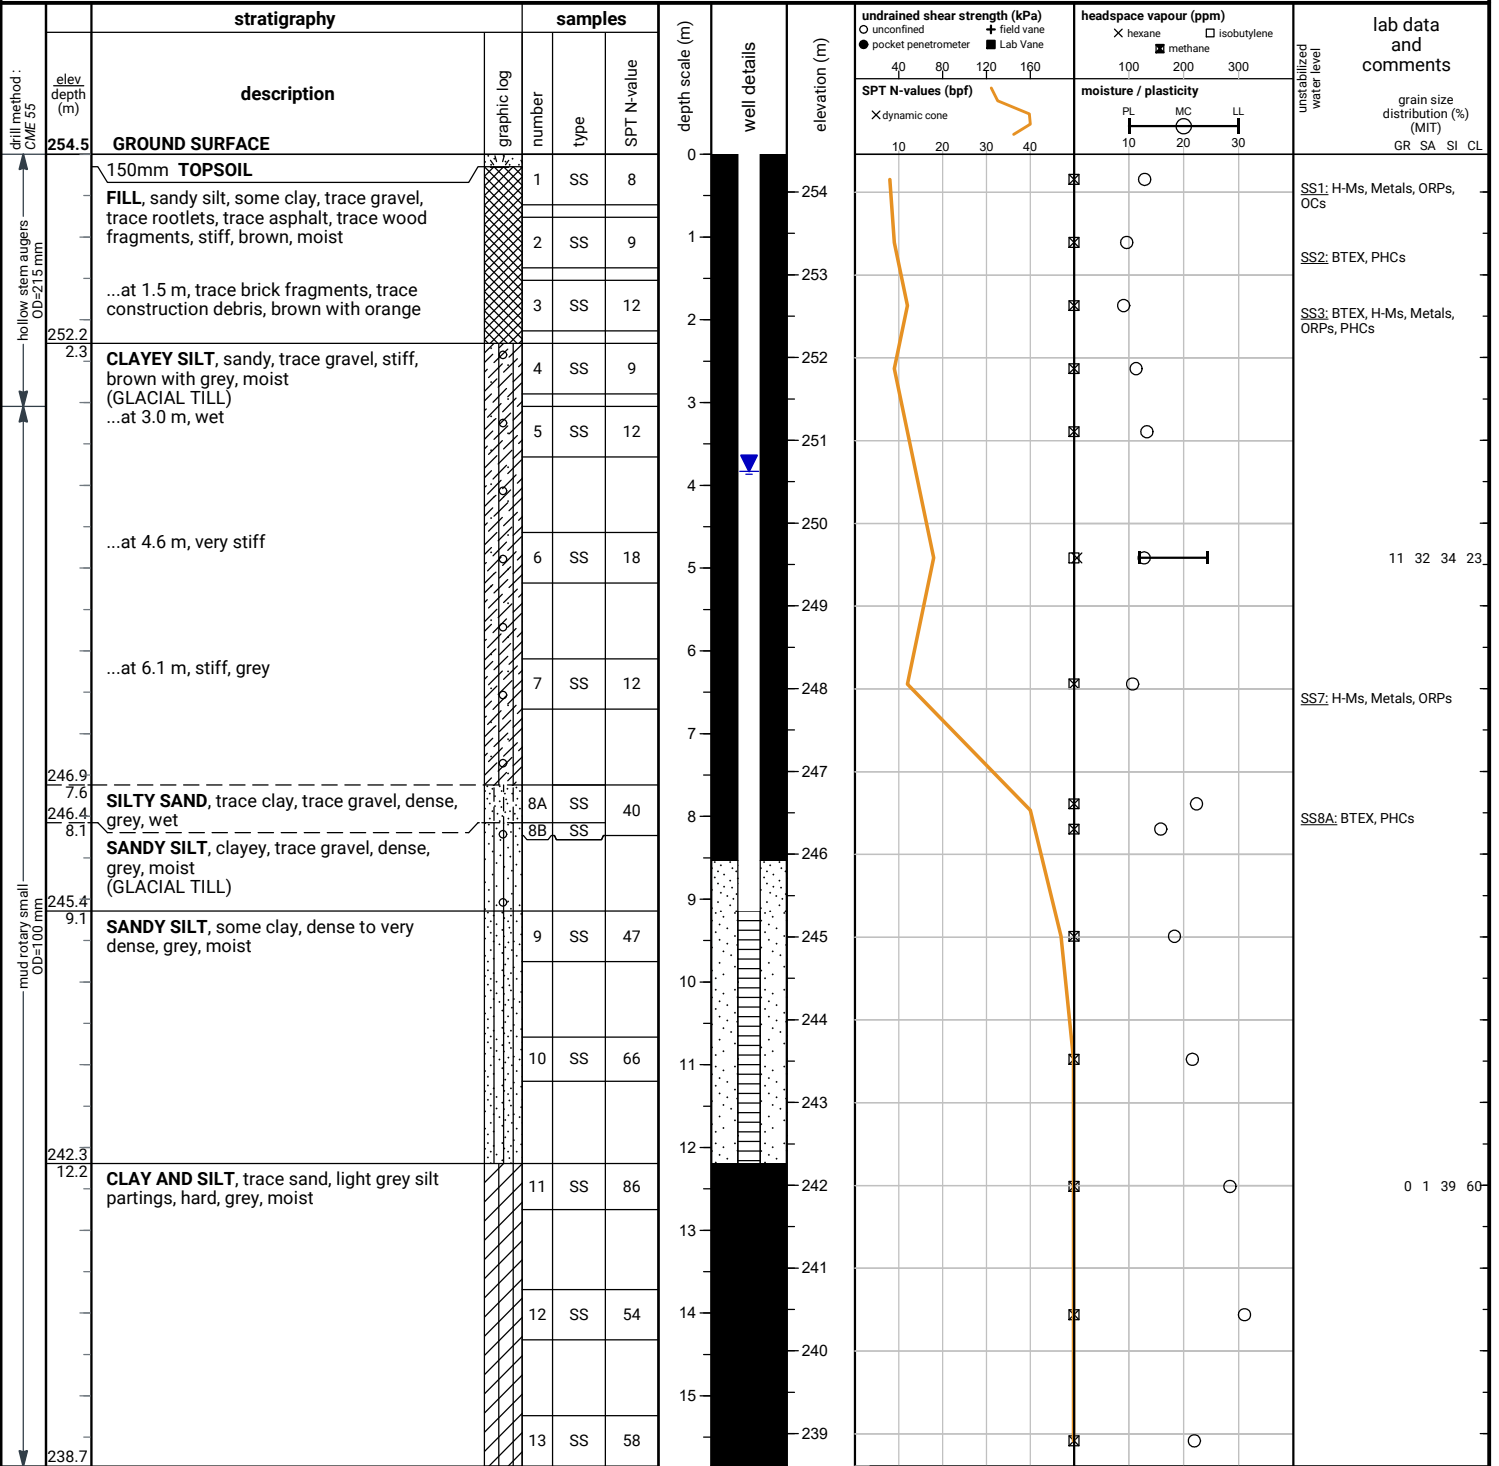 drill method :
CME 55
stratigraphy
elev
depth
(m)
description
graphic log
samples
number
type
SPT N-value
depth scale (m)
well details
elevation (m)
undrained shear strength (kPa)
unconfined
field vane
pocket penetrometer
Lab Vane
40 80 120 160
SPT N-values (bpf)
dynamic cone
10 20 30 40
headspace vapour (ppm)
hexane
isobutylene
methane
100 200 300
moisture / plasticity
PL MC LL
10 20 30
unstabilized
water level
lab data
and
comments
grain size
distribution (%)
(MIT)
GR SA SI CL
254.5 GROUND SURFACE
hollow stem augers
OD=215 mm
mud rotary small
OD=100 mm
150mm TOPSOIL
FILL, sandy silt, some clay, trace gravel,
trace rootlets, trace asphalt, trace wood
fragments, stiff, brown, moist
...at 1.5 m, trace brick fragments, trace
construction debris, brown with orange
252.2
2.3
CLAYEY SILT, sandy, trace gravel, stiff,
brown with grey, moist
(GLACIAL TILL)
...at 3.0 m, wet
...at 4.6 m, very stiff
...at 6.1 m, stiff, grey
246.9
7.6
SILTY SAND, trace clay, trace gravel, dense,
grey, wet
246.4
8.1
SANDY SILT, clayey, trace gravel, dense,
grey, moist
(GLACIAL TILL)
245.4
9.1
SANDY SILT, some clay, dense to very
dense, grey, moist
242.3
12.2
CLAY AND SILT, trace sand, light grey silt
partings, hard, grey, moist
238.7
1 SS 8
2 SS 9
3 SS 12
4 SS 9
5 SS 12
6 SS 18
7 SS 12
8A SS 40
8B SS
9 SS 47
10 SS 66
11 SS 86
12 SS 54
13 SS 58
0
1
2
3
4
5
6
7
8
9
10
11
12
13
14
15
254
253
252
251
250
249
248
247
246
245
244
243
242
241
240
239
SS1: H-Ms, Metals, ORPs,
OCs
SS2: BTEX, PHCs
SS3: BTEX, H-Ms, Metals,
ORPs, PHCs
11 32 34 23
SS7: H-Ms, Metals, ORPs
SS8A: BTEX, PHCs
0 1 39 60